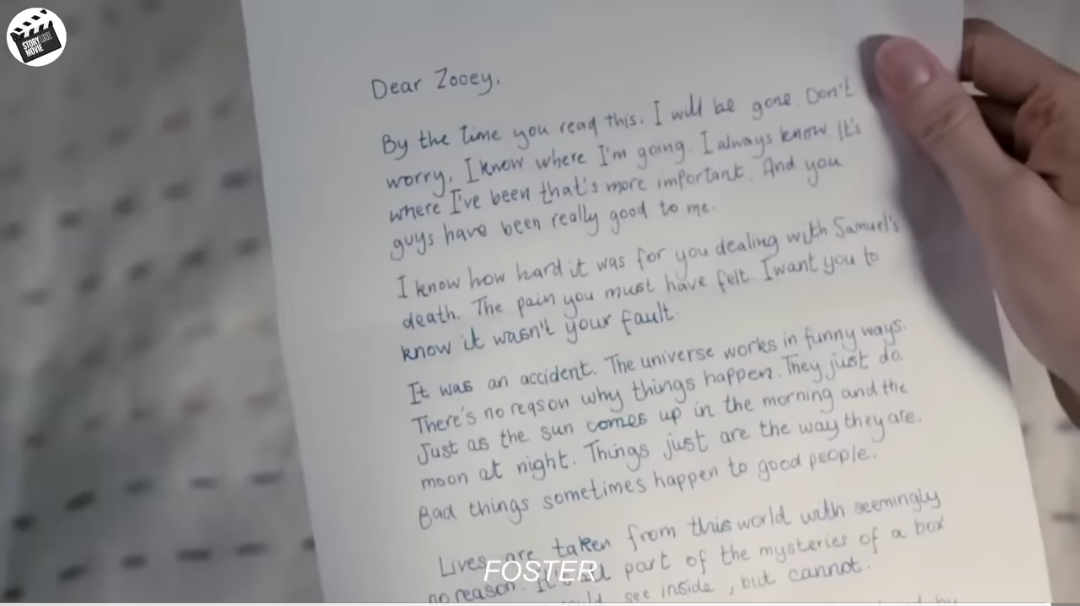 STORY
MOVIE
Dear Zooey,
By the time you read this. I will be gone. Don't
worry, I know where I'm going. I always know. It's
where I've been that's more important. And you
guys have been really good to me.
I know how hard it was for you dealing with Samuel's
death. The pain you must have felt. I want you to
know it wasn't your fault.
It was an accident. The universe works in funny ways.
There's no reason why things happen. They just do.
Just as the sun comes up in the morning and the
moon at night. Things just are the way they are.
Bad things sometimes happen to good people.
Lives are taken from this world with seemingly
no reason. It's all part of the mysteries of a box
see inside, but cannot.
FOSTER